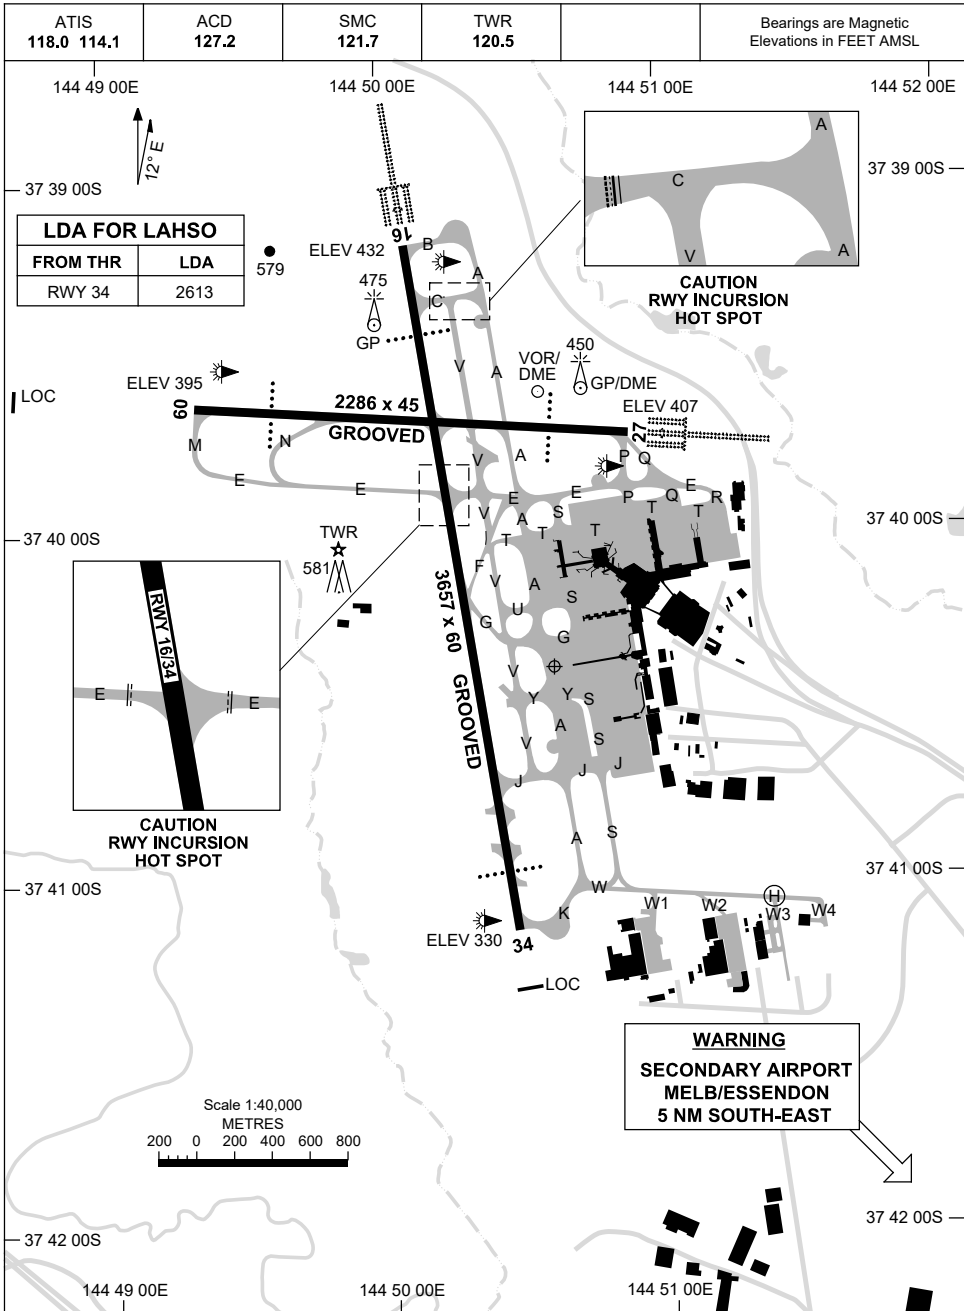 ATIS
118.0 114.1
ACD
127.2
SMC
121.7
TWR
120.5
Bearings are Magnetic
Elevations in FEET AMSL
144 49 00E
144 50 00E
144 51 00E
144 52 00E
12° E
37 39 00S
37 39 00S
LDA FOR LAHSO
FROM THR
LDA
RWY 34
2613
579
ELEV 432
16
B
A
C
475
GP
A
C
V
A
CAUTION
RWY INCURSION
HOT SPOT
V
A
VOR/
DME
450
GP/DME
LOC
ELEV 395
09
2286 x 45
GROOVED
ELEV 407
27
M
N
E
E
V
A
P
Q
E
E
E
P
Q
R
V
A
S
T
T
T
T
T
37 40 00S
37 40 00S
TWR
581
F
V
A
S
U
G
G
3657 x 60 GROOVED
RWY 16/34
E
E
CAUTION
RWY INCURSION
HOT SPOT
V
Y
Y
S
A
V
S
J
J
J
A
S
37 41 00S
37 41 00S
W
K
W1
W2
H
W3
W4
ELEV 330
34
LOC
WARNING
SECONDARY AIRPORT
MELB/ESSENDON
5 NM SOUTH-EAST
Scale 1:40,000
METRES
200 0 200 400 600 800
37 42 00S
37 42 00S
144 49 00E
144 50 00E
144 51 00E